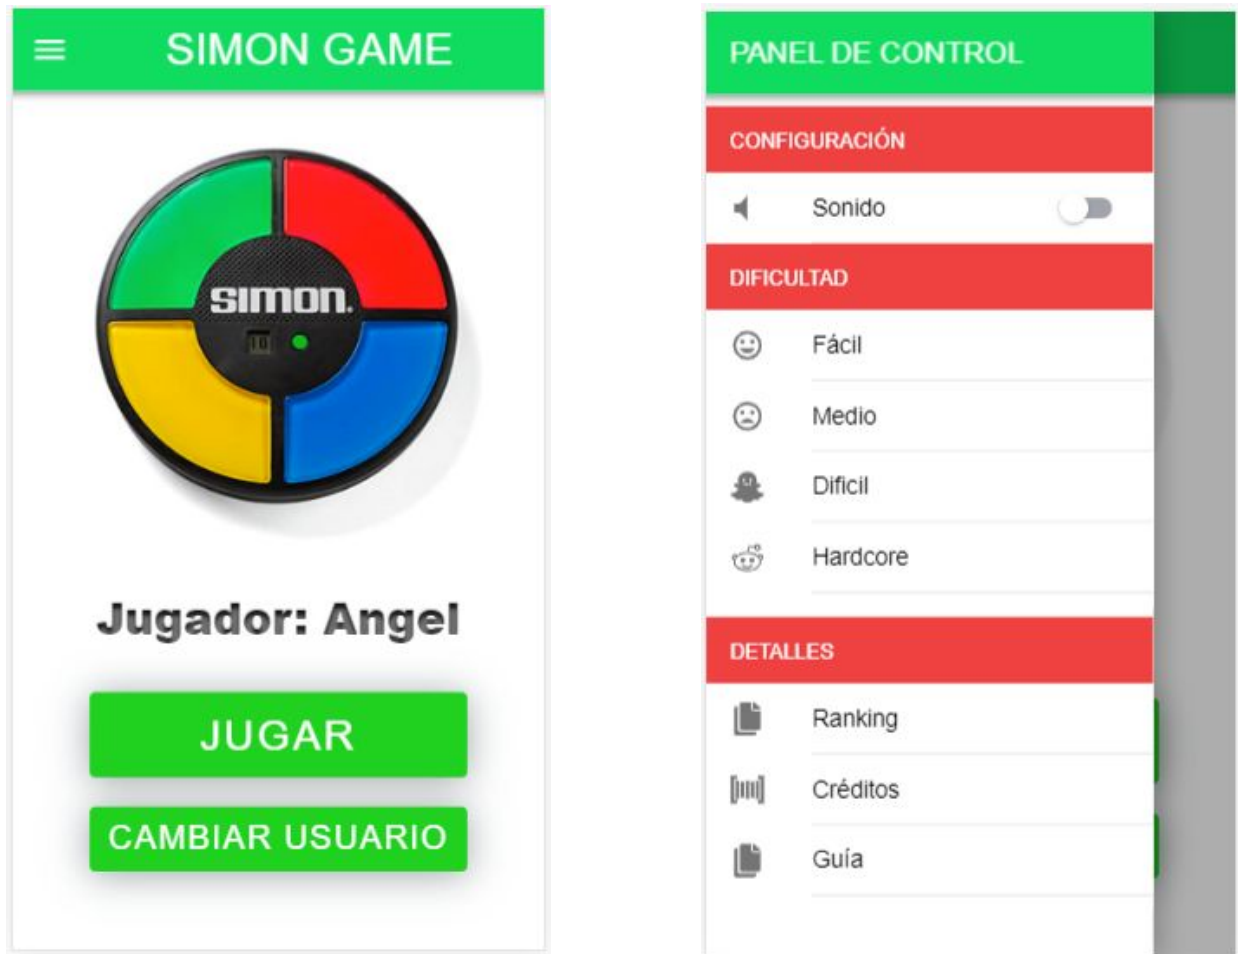 SIMON GAME
simon.
10
Jugador: Angel
JUGAR
CAMBIAR USUARIO
PANEL DE CONTROL
CONFIGURACIÓN
Sonido
DIFICULTAD
Fácil
Medio
Dificil
Hardcore
DETALLES
Ranking
Créditos
Guía